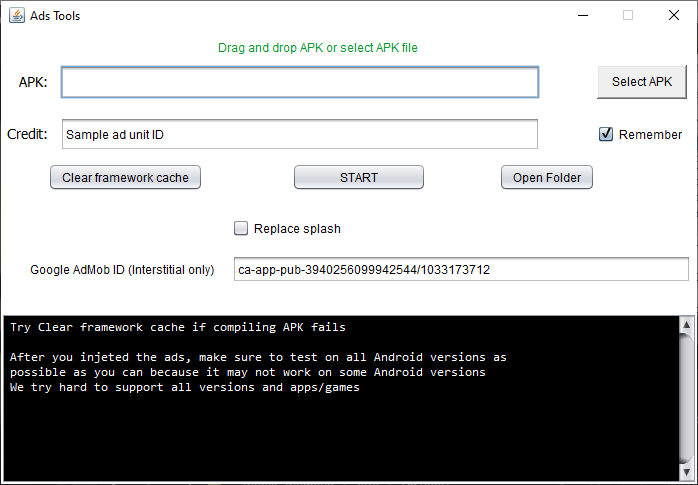 Ads Tools
Drag and drop APK or select APK file
APK:
Select APK
Credit:
Sample ad unit ID
Remember
Clear framework cache
START
Open Folder
Replace splash
Google AdMob ID (Interstitial only)
ca-app-pub-3940256099942544/1033173712
Try Clear framework cache if compiling APK fails
After you injeted the ads, make sure to test on all Android versions as
possible as you can because it may not work on some Android versions
We try hard to support all versions and apps/games